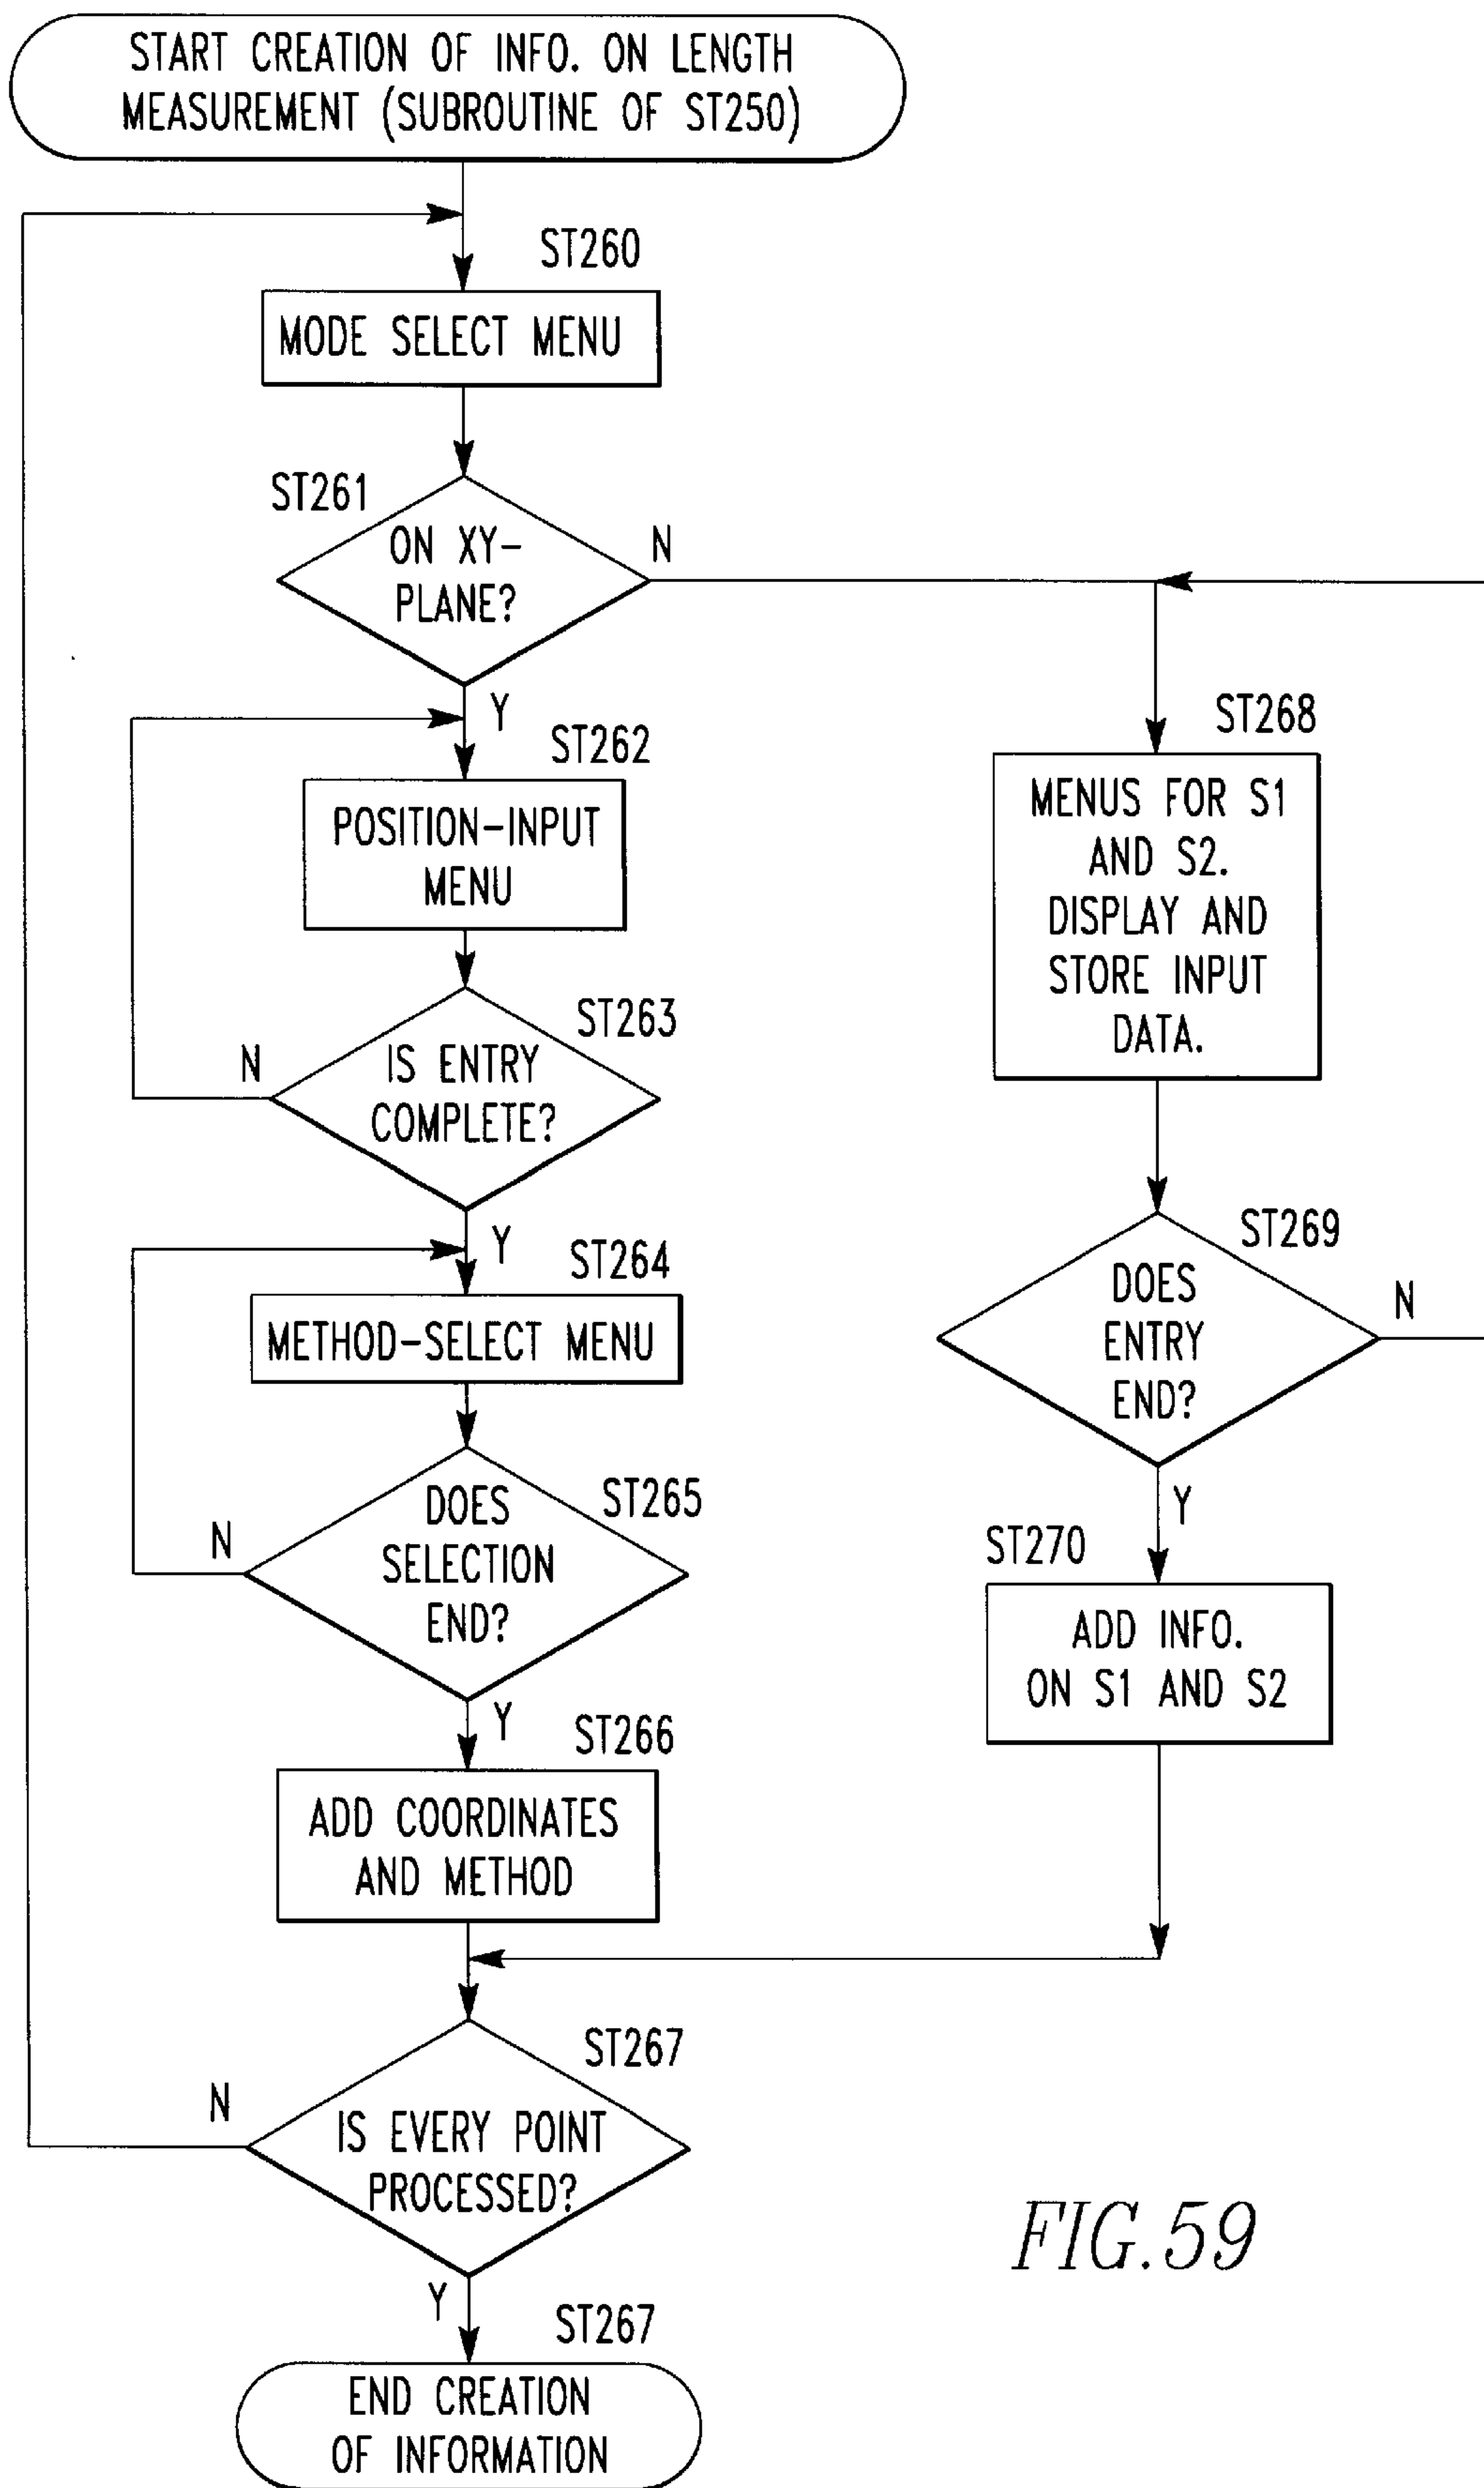 START CREATION OF INFO. ON LENGTH
MEASUREMENT (SUBROUTINE OF ST250)
ST260
MODE SELECT MENU
ST261
ON XY-
PLANE?
N
Y
ST262
POSITION-INPUT
MENU
ST263
IS ENTRY
COMPLETE?
N
Y
ST264
METHOD-SELECT MENU
ST265
DOES
SELECTION
END?
N
Y
ST266
ADD COORDINATES
AND METHOD
ST268
MENUS FOR S1
AND S2.
DISPLAY AND
STORE INPUT
DATA.
ST269
DOES
ENTRY
END?
N
Y
ST270
ADD INFO.
ON S1 AND S2
ST267
IS EVERY POINT
PROCESSED?
N
Y
ST267
END CREATION
OF INFORMATION
FIG.59